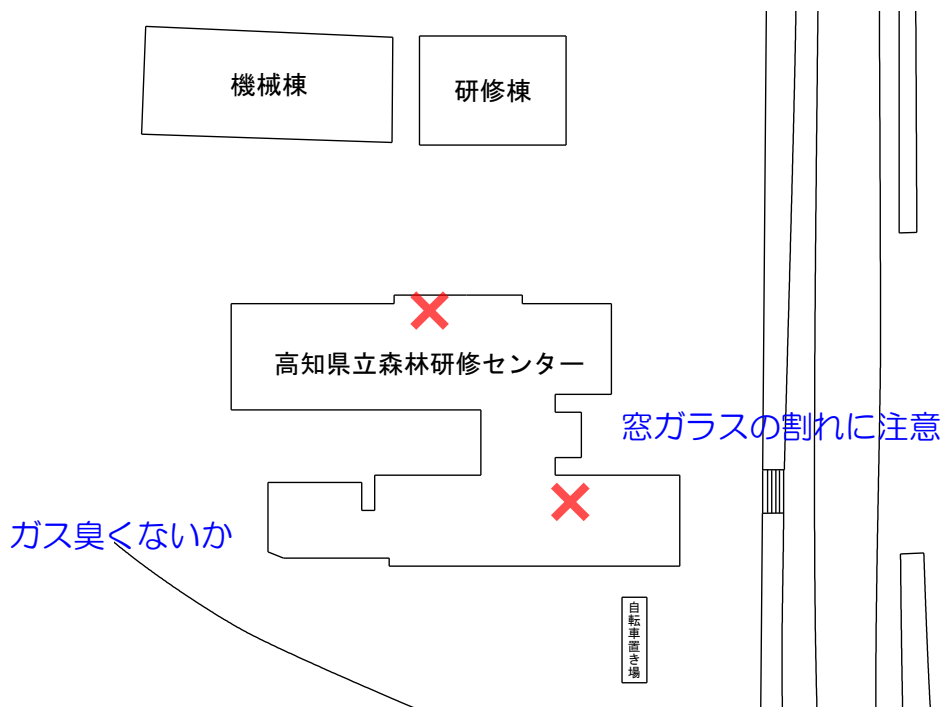 機械棟
研修棟
高知県立森林研修センター
窓ガラスの割れに注意
ガス臭くないか
自転車置き場